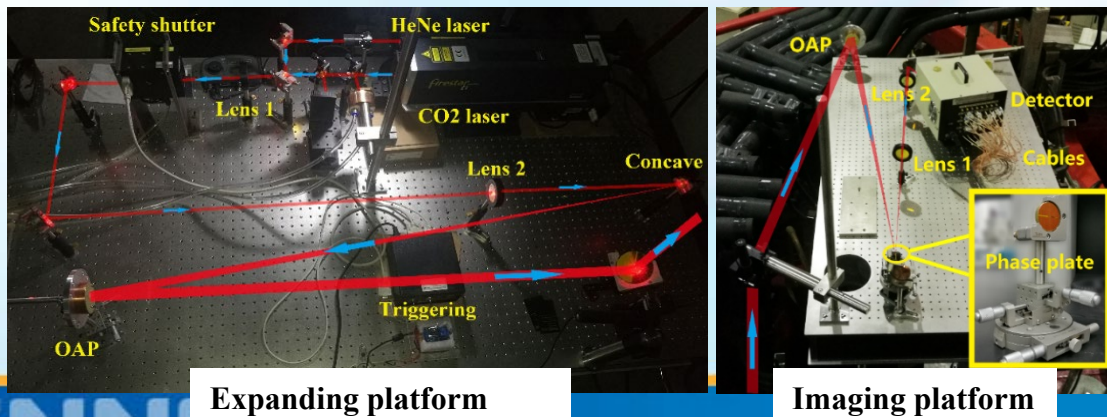 Safety shutter
HeNe laser
Lens 1
CO2 laser
Lens 2
Concave
Triggering
OAP
Expanding platform
OAP
Lens 2
Detector
Lens 1
Cables
Phase plate
Imaging platform